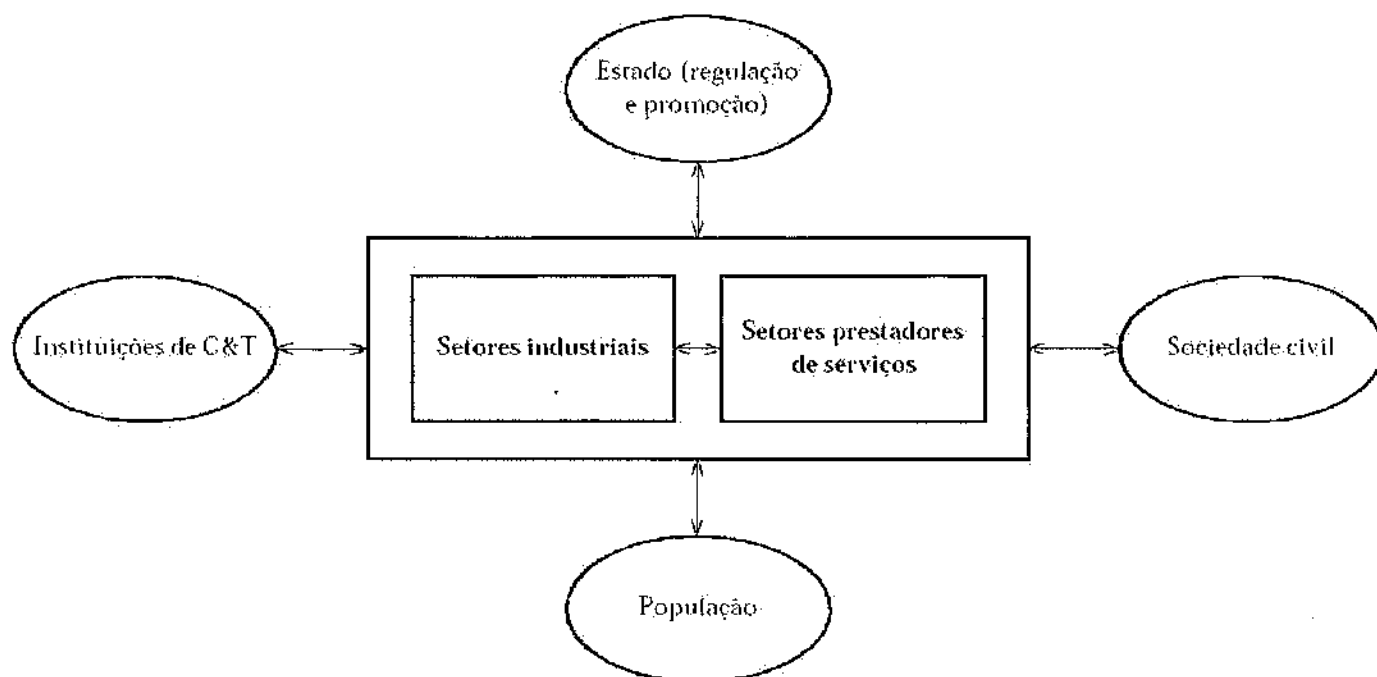 Estado (regulação
e promoção)
Instituições de C&T
Setores industriais
Setores prestadores
de serviços
Sociedade civil
População